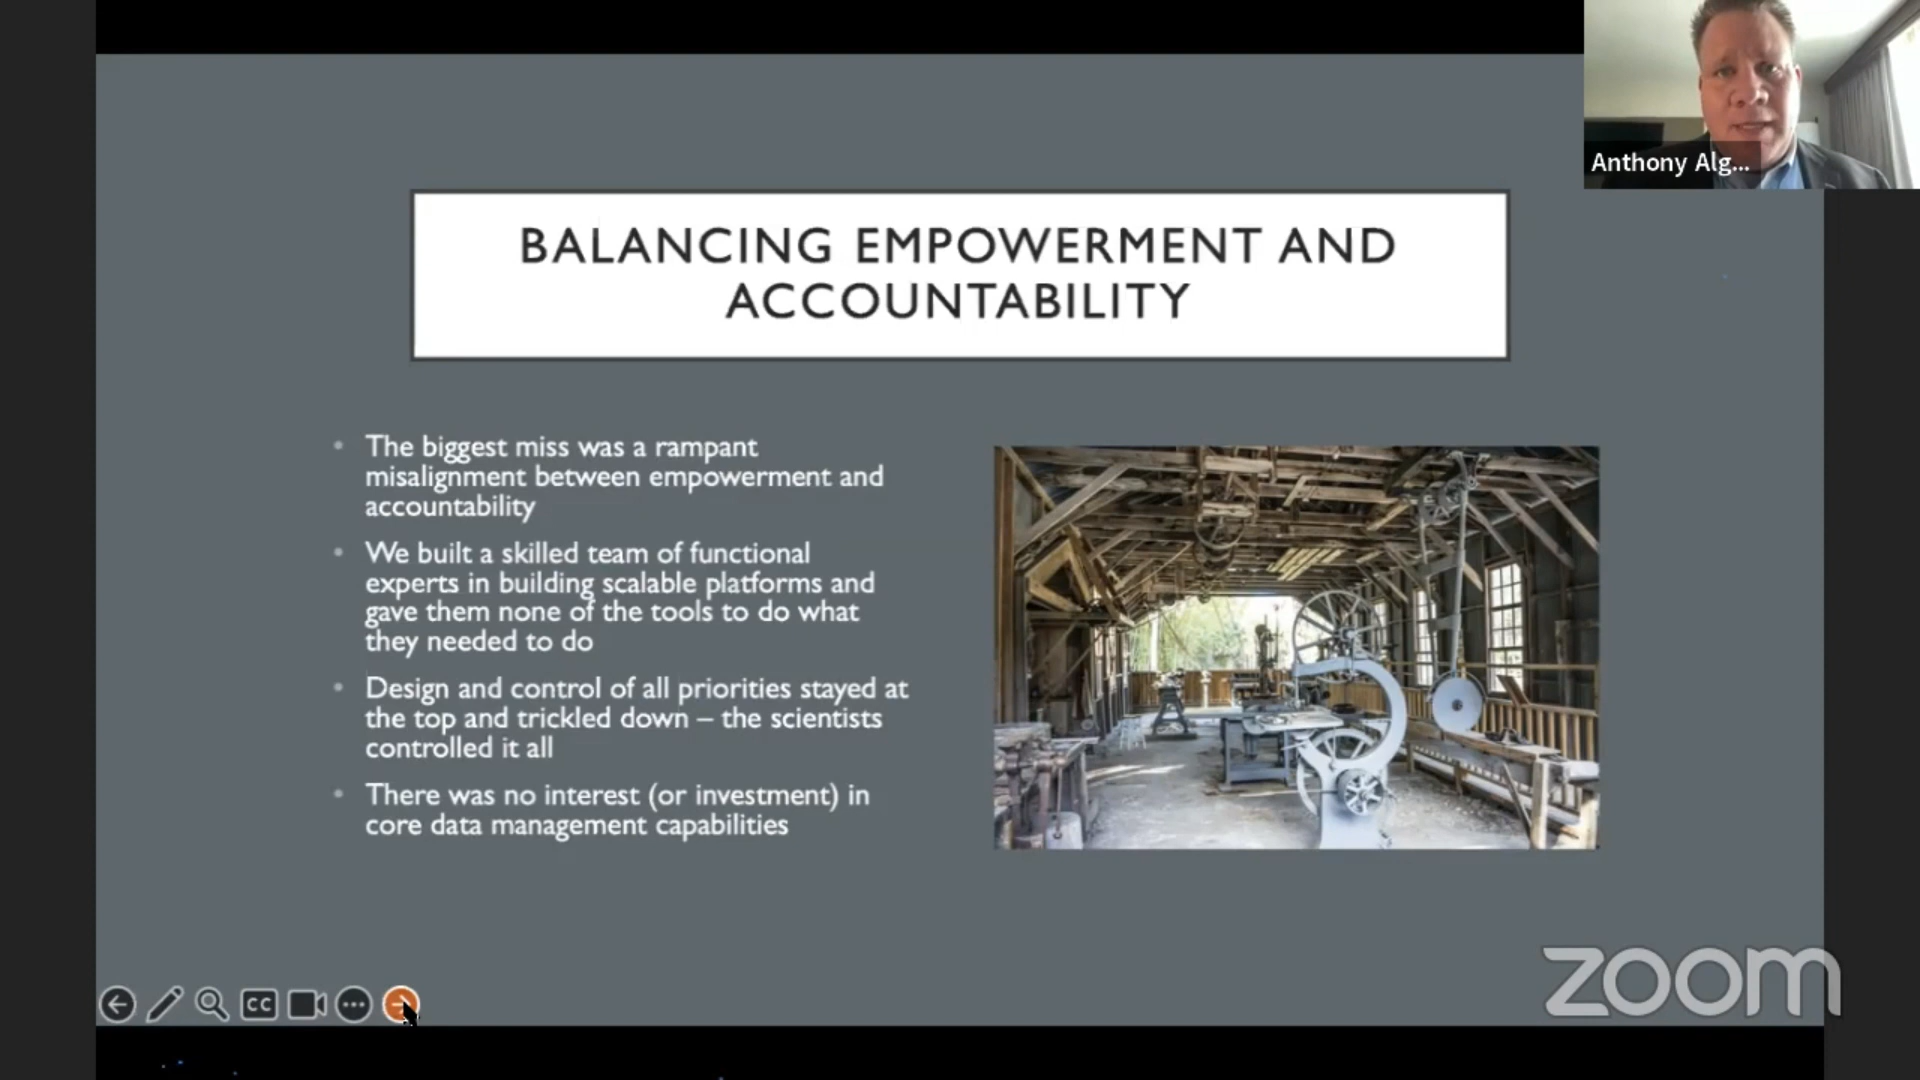 Anthony Alg...
BALANCING EMPOWERMENT AND
ACCOUNTABILITY
• The biggest miss was a rampant
misalignment between empowerment and
accountability
• We built a skilled team of functional
experts in building scalable platforms and
gave them none of the tools to do what
they needed to do
• Design and control of all priorities stayed at
the top and trickled down – the scientists
controlled it all
• There was no interest (or investment) in
core data management capabilities
CC
zoom